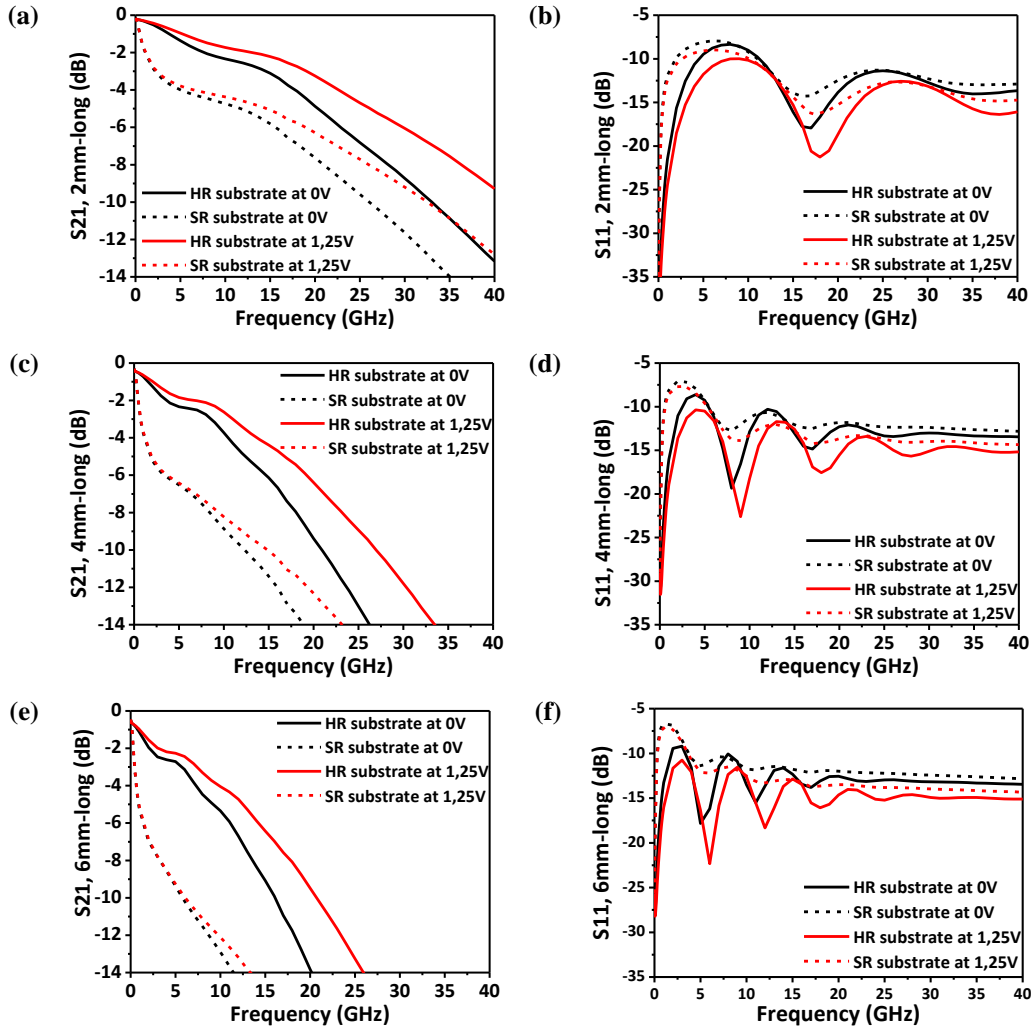 (a)
S21, 2mm-long (dB)
0
-2
-4
-6
-8
-10
-12
-14
HR substrate at 0V
SR substrate at 0V
HR substrate at 1,25V
SR substrate at 1,25V
0 5 10 15 20 25 30 35 40
Frequency (GHz)
(b)
S11, 2mm-long (dB)
-5
-10
-15
-20
-25
-30
-35
HR substrate at 0V
SR substrate at 0V
HR substrate at 1,25V
SR substrate at 1,25V
0 5 10 15 20 25 30 35 40
Frequency (GHz)
(c)
S21, 4mm-long (dB)
0
-2
-4
-6
-8
-10
-12
-14
HR substrate at 0V
SR substrate at 0V
HR substrate at 1,25V
SR substrate at 1,25V
0 5 10 15 20 25 30 35 40
Frequency (GHz)
(d)
S11, 4mm-long (dB)
-5
-10
-15
-20
-25
-30
-35
HR substrate at 0V
SR substrate at 0V
HR substrate at 1,25V
SR substrate at 1,25V
0 5 10 15 20 25 30 35 40
Frequency (GHz)
(e)
S21, 6mm-long (dB)
0
-2
-4
-6
-8
-10
-12
-14
HR substrate at 0V
SR substrate at 0V
HR substrate at 1,25V
SR substrate at 1,25V
0 5 10 15 20 25 30 35 40
Frequency (GHz)
(f)
S11, 6mm-long (dB)
-5
-10
-15
-20
-25
-30
-35
HR substrate at 0V
SR substrate at 0V
HR substrate at 1,25V
SR substrate at 1,25V
0 5 10 15 20 25 30 35 40
Frequency (GHz)